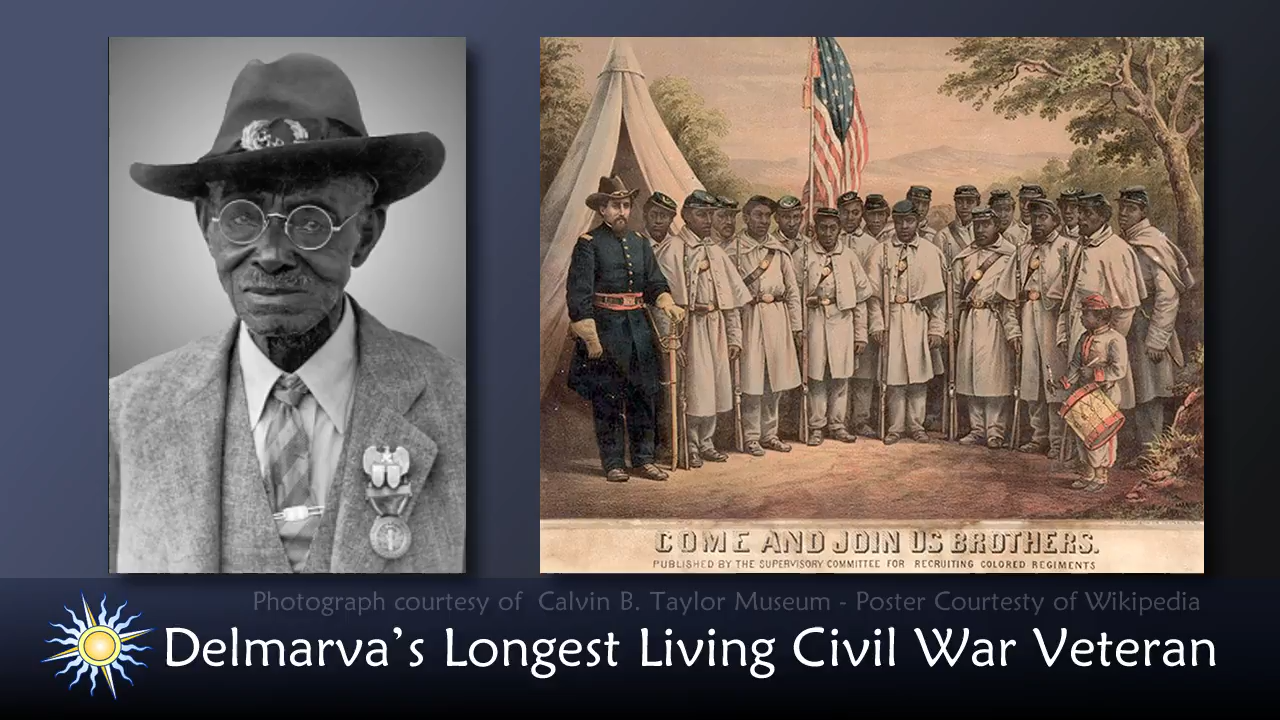 COME AND JOIN US BROTHERS.
PUBLISHED BY THE SUPERVISORY COMMITTEE FOR RECRUITING COLORED REGIMENTS
Photograph courtesy of Calvin B. Taylor Museum - Poster Courtesty of Wikipedia
Delmarva's Longest Living Civil War Veteran